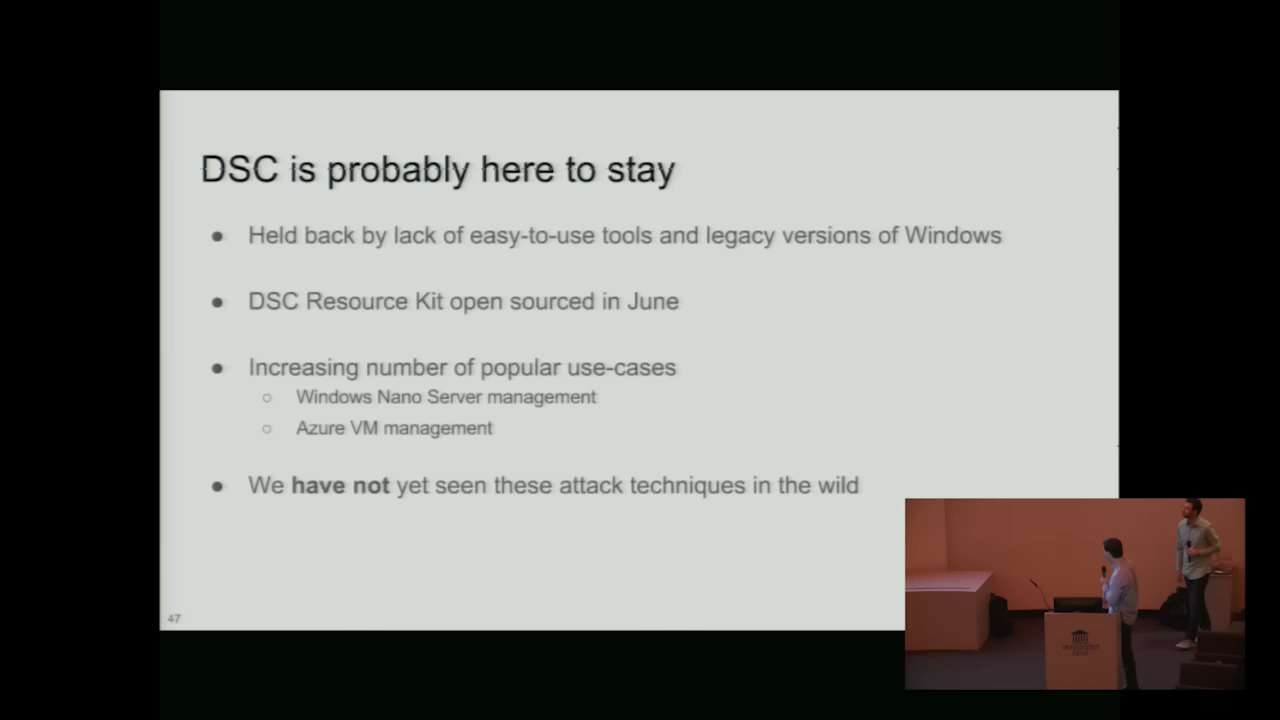 DSC is probably here to stay
● Held back by lack of easy-to-use tools and legacy versions of Windows
● DSC Resource Kit open sourced in June
● Increasing number of popular use-cases
○ Windows Nano Server management
○ Azure VM management
● We have not yet seen these attack techniques in the wild
47
UNIVERSITEIT
GENT